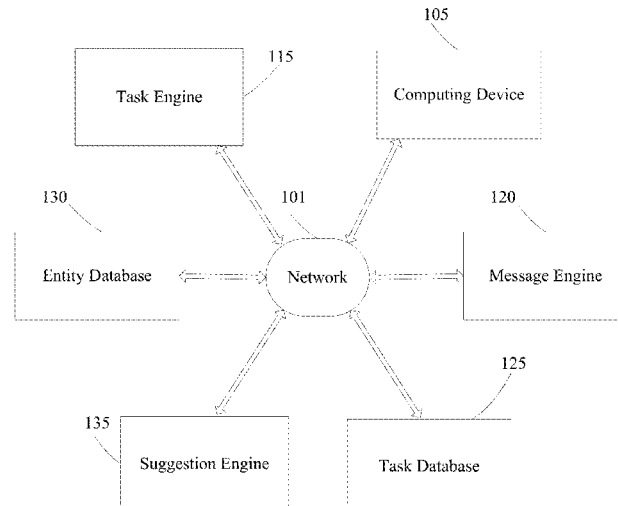 105
115
Task Engine
Computing Device
130
101
120
Entity Database
Network
Message Engine
125
135
Suggestion Engine
Task Database